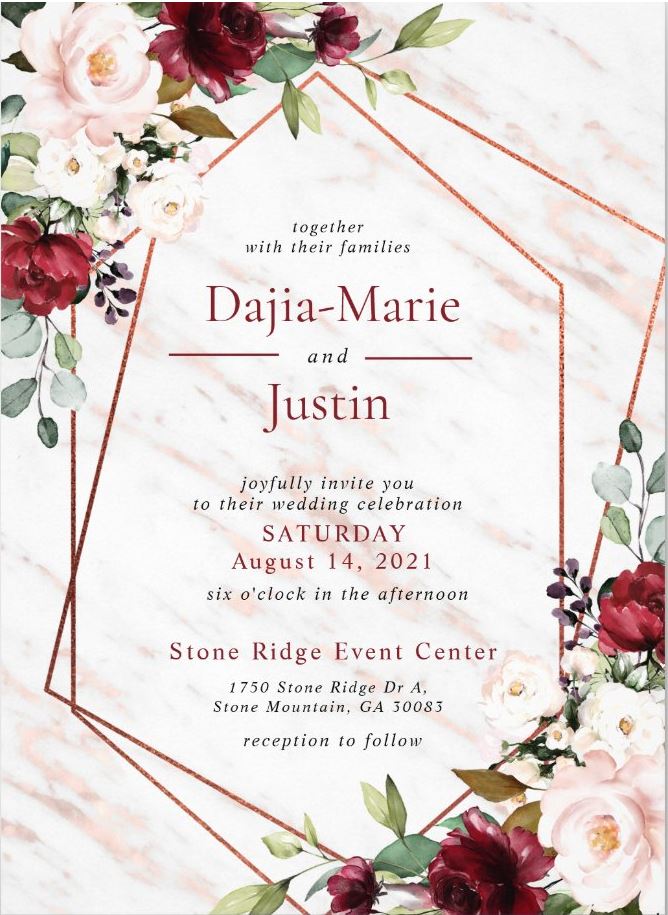 together
with their families
Dajia-Marie
and
Justin
joyfully invite you
to their wedding celebration
SATURDAY
August 14, 2021
six o'clock in the afternoon
Stone Ridge Event Center
1750 Stone Ridge Dr A,
Stone Mountain, GA 30083
reception to follow